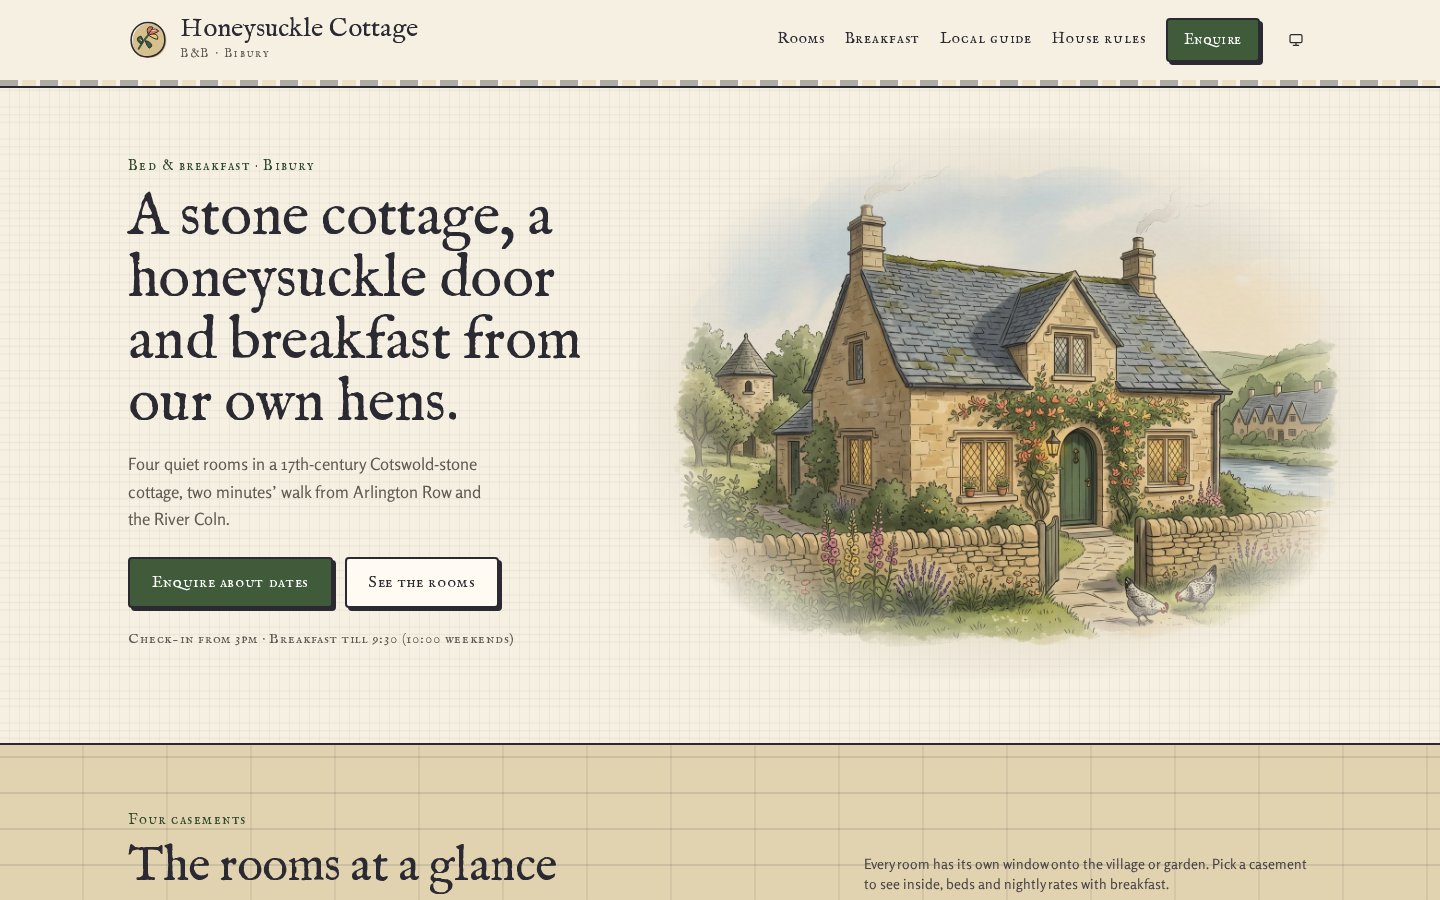 Honeysuckle Cottage
B&B · Bibury
Rooms Breakfast Local guide House rules Enquire
Bed & breakfast · Bibury
A stone cottage, a
honeysuckle door
and breakfast from
our own hens.
Four quiet rooms in a 17th-century Cotswold-stone
cottage, two minutes’ walk from Arlington Row and
the River Coln.
Enquire about dates See the rooms
Check-in from 3pm · Breakfast till 9:30 (10:00 weekends)
Four casements
The rooms at a glance
Every room has its own window onto the village or garden. Pick a casement
to see inside, beds and nightly rates with breakfast.